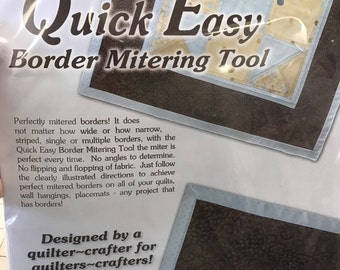 Quick Easy
Border Mitering Tool
Perfectly mitered borders! It does
not matter how wide or how narrow,
striped, single or multiple borders, with the
Quick Easy Border Mitering Tool the miter is
perfect every time. No angles to determine.
No flipping and flopping of fabric. Just follow
the clearly illustrated directions to achieve
perfect mitered borders on all of your quilts,
wall hangings, placemats - any project that
has borders!
Designed by a
quilter~crafter for
quilters~crafters!